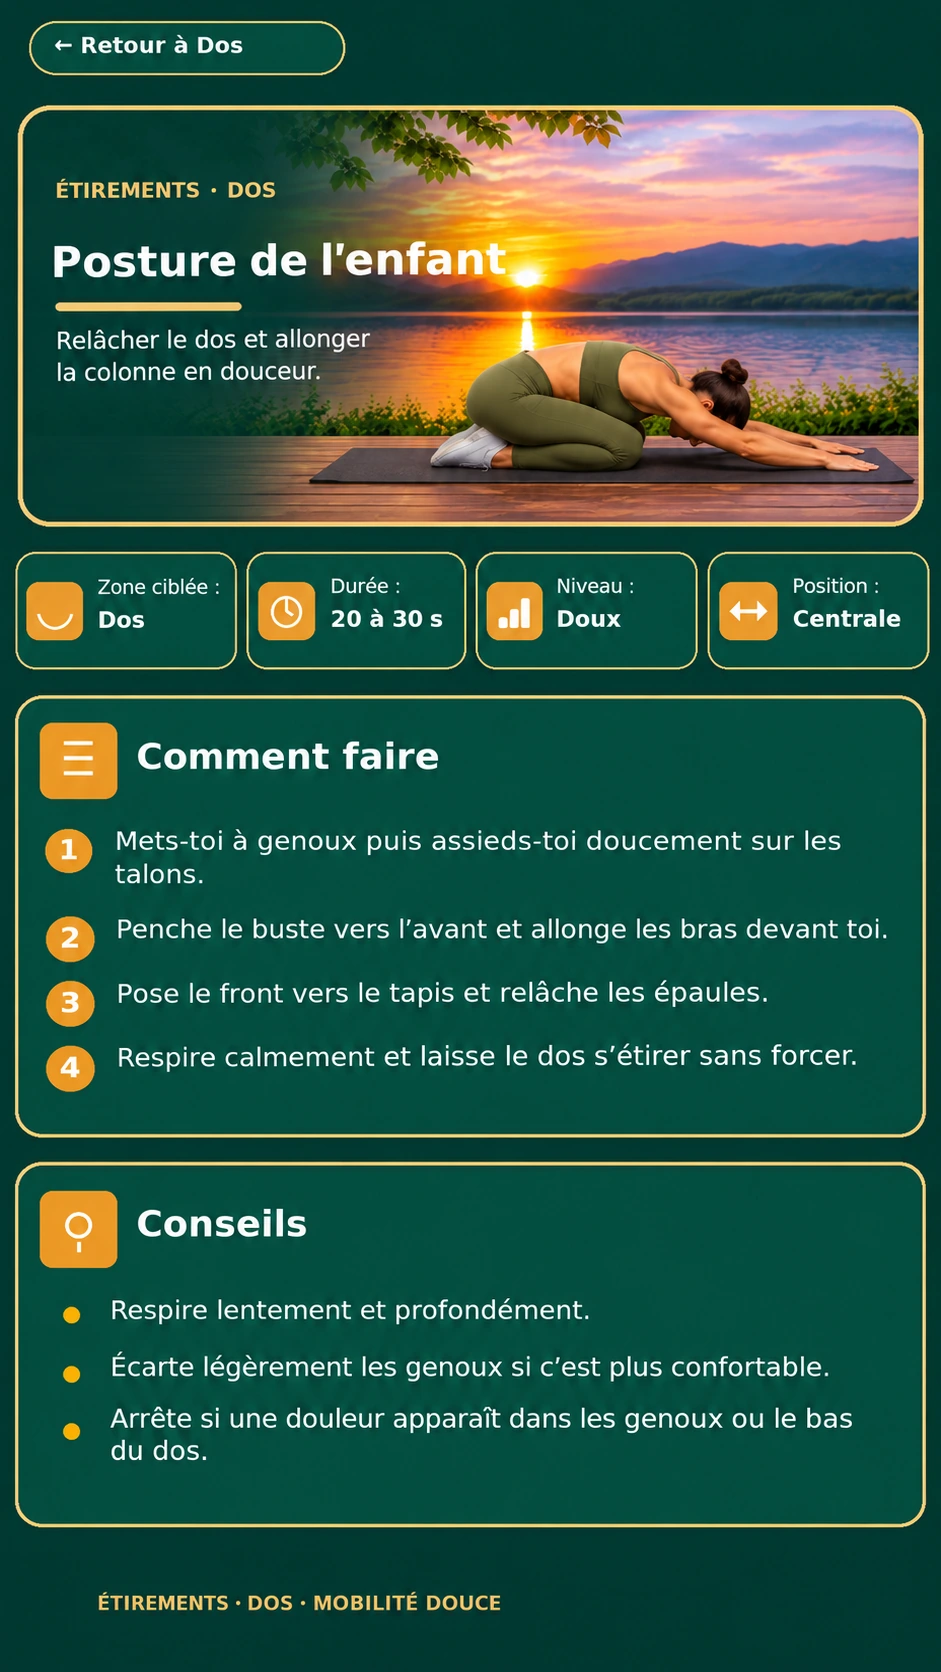 ← Retour à Dos
ÉTIREMENTS · DOS
Posture de l'enfant
Relâcher le dos et allonger
la colonne en douceur.
Zone ciblée :
Dos
Durée :
20 à 30 s
Niveau :
Doux
Position :
Centrale
Comment faire
1 Mets-toi à genoux puis assieds-toi doucement sur les
talons.
2 Penche le buste vers l’avant et allonge les bras devant toi.
3 Pose le front vers le tapis et relâche les épaules.
4 Respire calmement et laisse le dos s’étirer sans forcer.
Conseils
● Respire lentement et profondément.
● Écarte légèrement les genoux si c’est plus confortable.
● Arrête si une douleur apparaît dans les genoux ou le bas
du dos.
ÉTIREMENTS · DOS · MOBILITÉ DOUCE